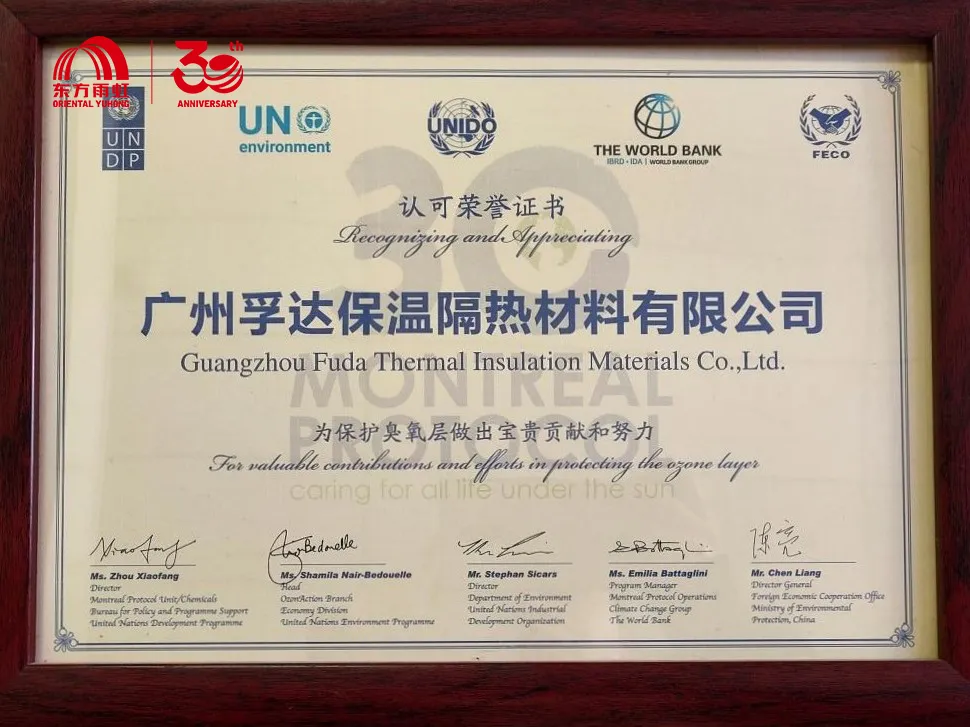 东方雨虹
ORIENTAL YUHONG
30th
ANNIVERSARY
UN
DP
UN
environment
UNIDO
THE WORLD BANK
IBRD • IDA | WORLD BANK GROUP
FECO
30
认可荣誉证书
Recognizing and Appreciating
广州孚达保温隔热材料有限公司
Guangzhou Fuda Thermal Insulation Materials Co.,Ltd.
MONTREAL
PROTOCOL
为保护臭氧层做出宝贵贡献和努力
For valuable contributions and efforts in protecting the ozone layer
caring for all life under the sun
Ms. Zhou Xiaofang
Director
Montreal Protocol Unit/Chemicals
Bureau for Policy and Programme Support
United Nations Development Programme
Ms. Shamila Nair-Bedouelle
Head
OzonAction Branch
Economy Division
United Nations Environment Programme
Mr. Stephan Sicars
Director
Department of Environment
United Nations Industrial
Development Organization
Ms. Emilia Battaglini
Program Manager
Montreal Protocol Operations
Climate Change Group
The World Bank
陈亮
Mr. Chen Liang
Director General
Foreign Economic Cooperation Office
Ministry of Environmental
Protection, China